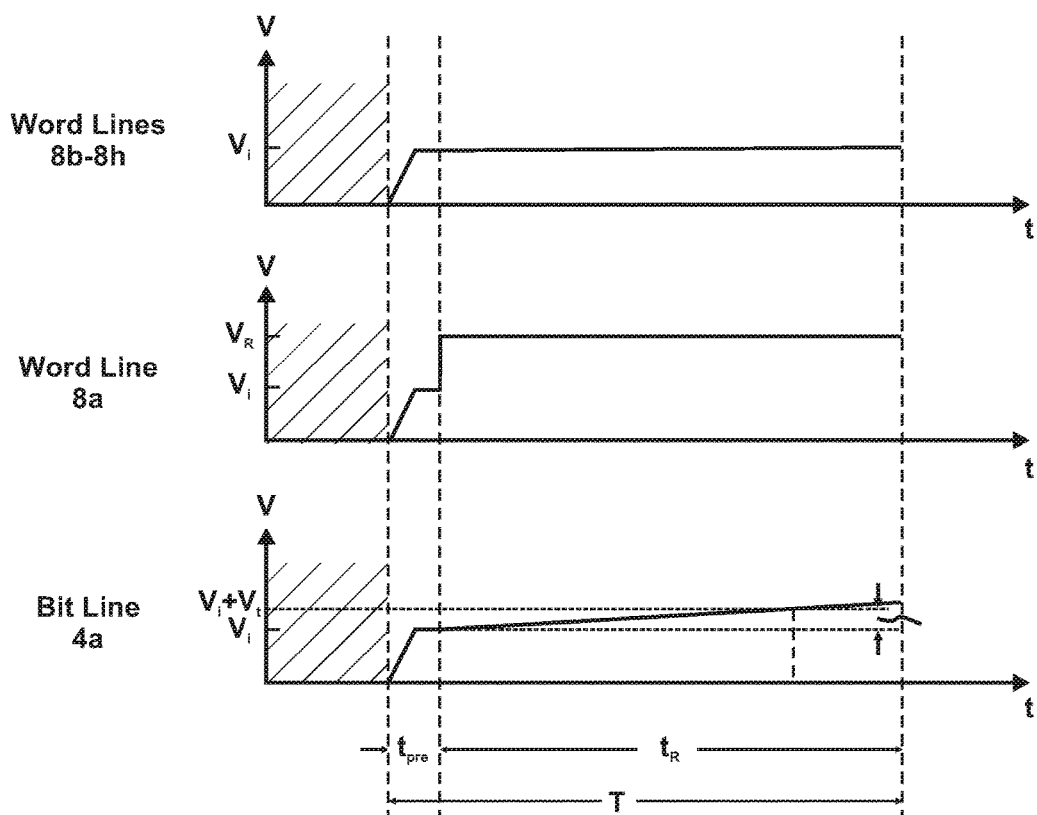 V
Word Lines
8b-8h
Vi
t
V
VR
Word Line
8a
Vi
t
V
Vi+Vt
Bit Line
4a
Vi
t
tpre
tR
T